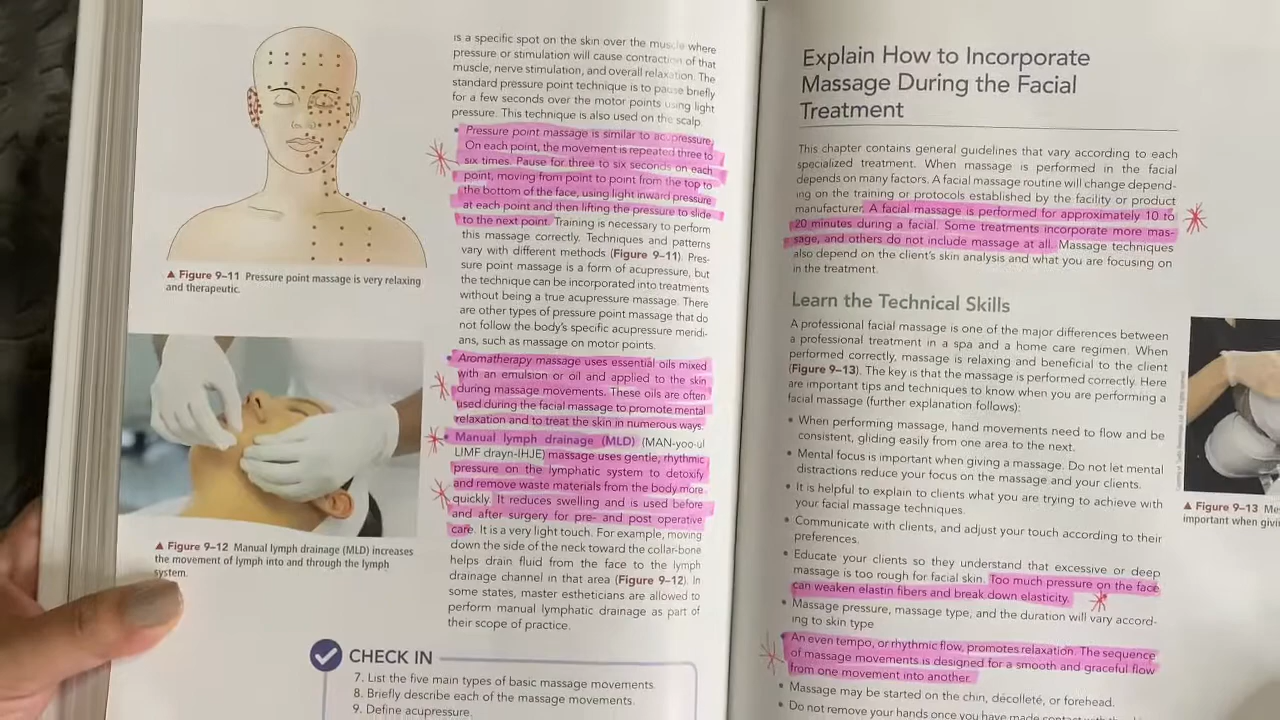 ▲ Figure 9–11 Pressure point massage is very relaxing
and therapeutic.
▲ Figure 9–12 Manual lymph drainage (MLD) increases
the movement of lymph into and through the lymph
system.
is a specific spot on the skin over the muscle where
pressure or stimulation will cause contraction of that
muscle, nerve stimulation, and overall relaxation. The
standard pressure point technique is to pause briefly
for a few seconds over the motor points using light
pressure. This technique is also used on the scalp.
• Pressure point massage is similar to acupressure.
On each point, the movement is repeated three to
six times. Pause for three to six seconds on each
point, moving from point to point from the top to
the bottom of the face, using light inward pressure
at each point and then lifting the pressure to slide
to the next point. Training is necessary to perform
this massage correctly. Techniques and patterns
vary with different methods (Figure 9–11). Pres-
sure point massage is a form of acupressure, but
the technique can be incorporated into treatments
without being a true acupressure massage. There
are other types of pressure point massage that do
not follow the body's specific acupressure meridi-
ans, such as massage on motor points.
• Aromatherapy massage uses essential oils mixed
with an emulsion or oil and applied to the skin
during massage movements. These oils are often
used during the facial massage to promote mental
relaxation and to treat the skin in numerous ways.
• Manual lymph drainage (MLD) (MAN-yoo-ul
LIMF drayn-IHJE) massage uses gentle, rhythmic
pressure on the lymphatic system to detoxify
and remove waste materials from the body more
quickly. It reduces swelling and is used before
and after surgery for pre- and post operative
care. It is a very light touch. For example, moving
down the side of the neck toward the collar-bone
helps drain fluid from the face to the lymph
drainage channel in that area (Figure 9–12). In
some states, master estheticians are allowed to
perform manual lymphatic drainage as part of
their scope of practice.
CHECK IN
7. List the five main types of basic massage movements.
8. Briefly describe each of the massage movements.
9. Define acupressure.
Explain How to Incorporate
Massage During the Facial
Treatment
This chapter contains general guidelines that vary according to each
specialized treatment. When massage is performed in the facial
depends on many factors. A facial massage routine will change depend-
ing on the training or protocols established by the facility or product
manufacturer. A facial massage is performed for approximately 10 to
20 minutes during a facial. Some treatments incorporate more mas-
sage, and others do not include massage at all. Massage techniques
also depend on the client's skin analysis and what you are focusing on
in the treatment.
Learn the Technical Skills
A professional facial massage is one of the major differences between
a professional treatment in a spa and a home care regimen. When
performed correctly, massage is relaxing and beneficial to the client
(Figure 9–13). The key is that the massage is performed correctly. Here
are important tips and techniques to know when you are performing a
facial massage (further explanation follows):
• When performing massage, hand movements need to flow and be
consistent, gliding easily from one area to the next.
• Mental focus is important when giving a massage. Do not let mental
distractions reduce your focus on the massage and your clients.
• It is helpful to explain to clients what you are trying to achieve with
your facial massage techniques.
• Communicate with clients, and adjust your touch according to their
preferences.
• Educate your clients so they understand that excessive or deep
massage is too rough for facial skin. Too much pressure on the face
can weaken elastin fibers and break down elasticity.
• Massage pressure, massage type, and the duration will vary accord-
ing to skin type
• An even tempo, or rhythmic flow, promotes relaxation. The sequence
of massage movements is designed for a smooth and graceful flow
from one movement into another.
• Massage may be started on the chin, décolleté, or forehead.
• Do not remove your hands once you have made contact with
▲ Figure 9–13
important when